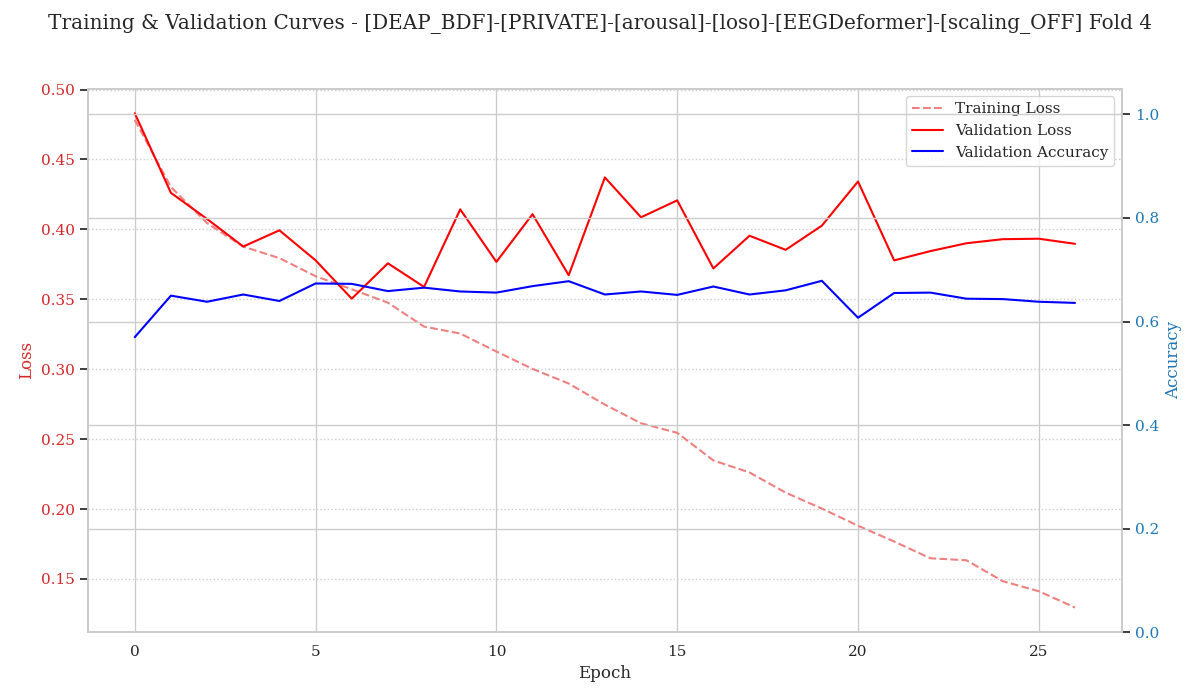 Training & Validation Curves - [DEAP_BDF]-[PRIVATE]-[arousal]-[loso]-[EEGDeformer]-[scaling_OFF] Fold 4
Training Loss
Validation Loss
Validation Accuracy
0.50
0.45
0.40
0.35
0.30
0.25
0.20
0.15
Loss
1.0
0.8
0.6
0.4
0.2
0.0
Accuracy
0
5
10
15
20
25
Epoch